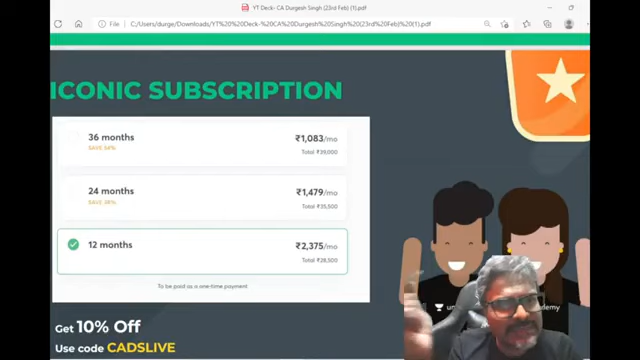 YT Deck- CA Durgesh Singh (23rd Feb) (1).pdf
File
C:/Users/durge/Downloads/YT%20%20Deck-%20CA%20Durgesh%20Singh%20(23rd%20Feb)%20(1).pdf
ICONIC SUBSCRIPTION
36 months
₹1,083/mo
SAVE 54%
Total ₹39,000
24 months
₹1,479/mo
SAVE 38%
Total ₹35,500
12 months
₹2,375/mo
Total ₹28,500
To be paid as a one-time payment
Get 10% Off
Use code CADSLIVE